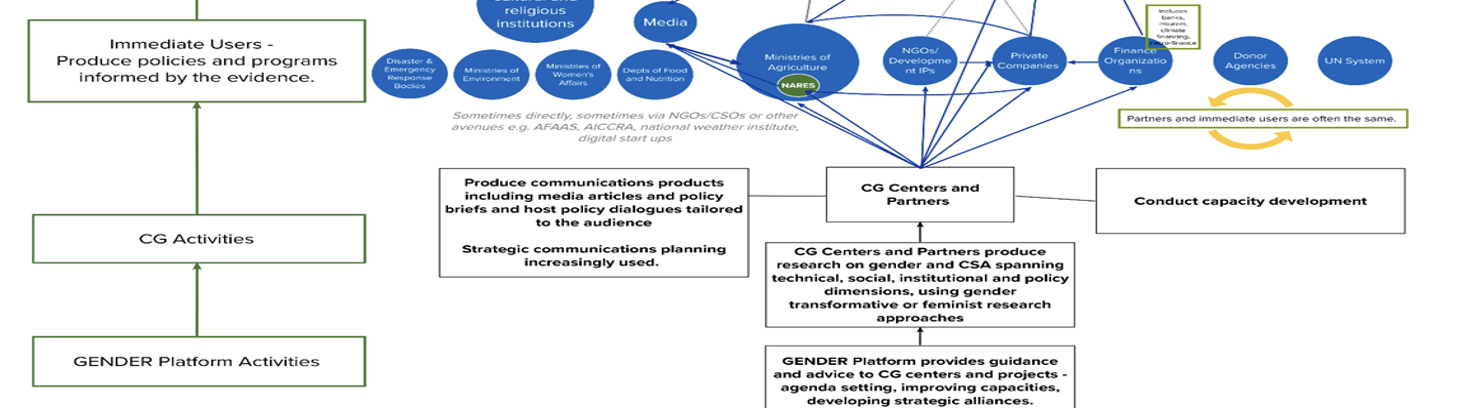 cultural and
religious
institutions
Media
Includes
banks,
insurers,
climate
financing,
micro-finance
Immediate Users -
Produce policies and programs
informed by the evidence.
Disaster &
Emergency
Response
Bodies
Ministries of
Environment
Ministries of
Women's
Affairs
Depts of Food
and Nutrition
Ministries of
Agriculture
NARES
NGOs/
Developme
nt IPs
Private
Companies
Finance
Organizatio
ns
Donor
Agencies
UN System
Sometimes directly, sometimes via NGOs/CSOs or other
avenues e.g. AFAAS, AICCRA, national weather institute,
digital start ups
Partners and immediate users are often the same.
Produce communications products
including media articles and policy
briefs and host policy dialogues tailored
to the audience
Strategic communications planning
increasingly used.
CG Centers and
Partners
Conduct capacity development
CG Activities
CG Centers and Partners produce
research on gender and CSA spanning
technical, social, institutional and policy
dimensions, using gender
transformative or feminist research
approaches
GENDER Platform Activities
GENDER Platform provides guidance
and advice to CG centers and projects -
agenda setting, improving capacities,
developing strategic alliances.